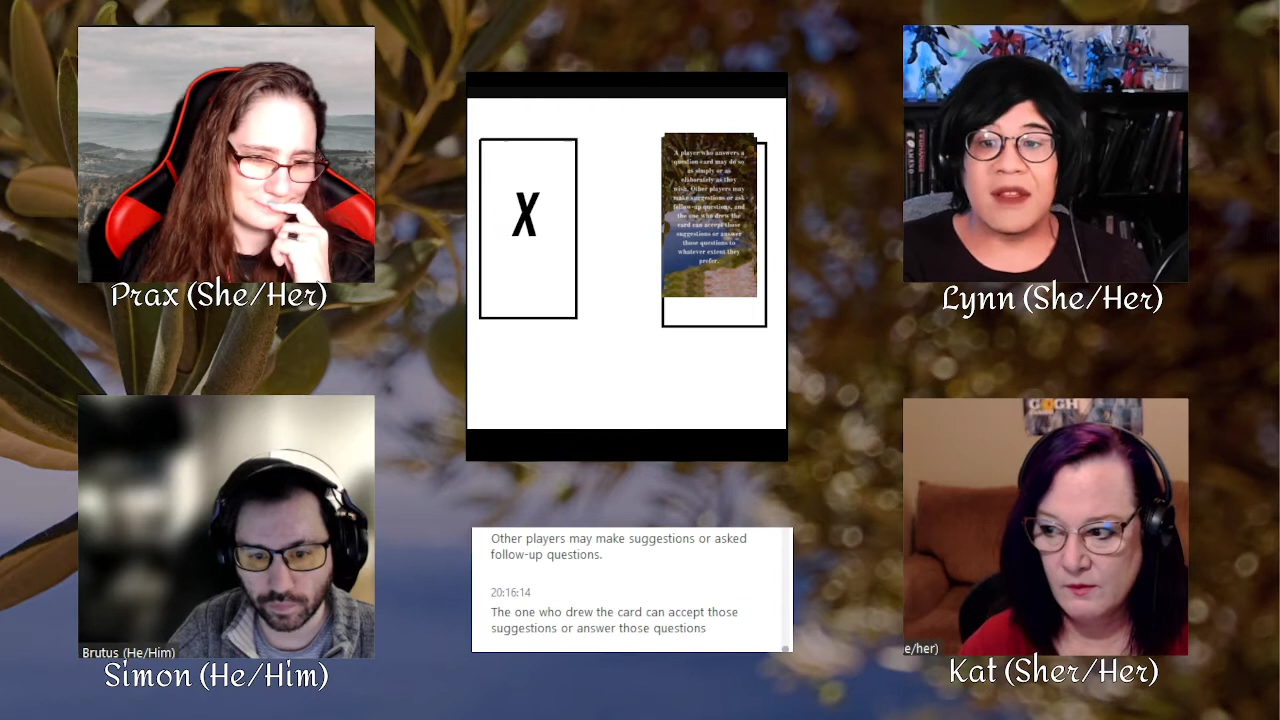 Prax (She/Her)
X
A player who answers a
question card may do so
as simply or as
elaborately as they
wish. Other players may
make suggestions or ask
follow-up questions, and
the one who drew the
card can accept those
suggestions or answer
those questions to
whatever extent they
prefer.
Lynn (She/Her)
Brutus (He/Him)
Simon (He/Him)
Other players may make suggestions or asked
follow-up questions.
20:16:14
The one who drew the card can accept those
suggestions or answer those questions
GOGH
e/her)
Kat (Sher/Her)